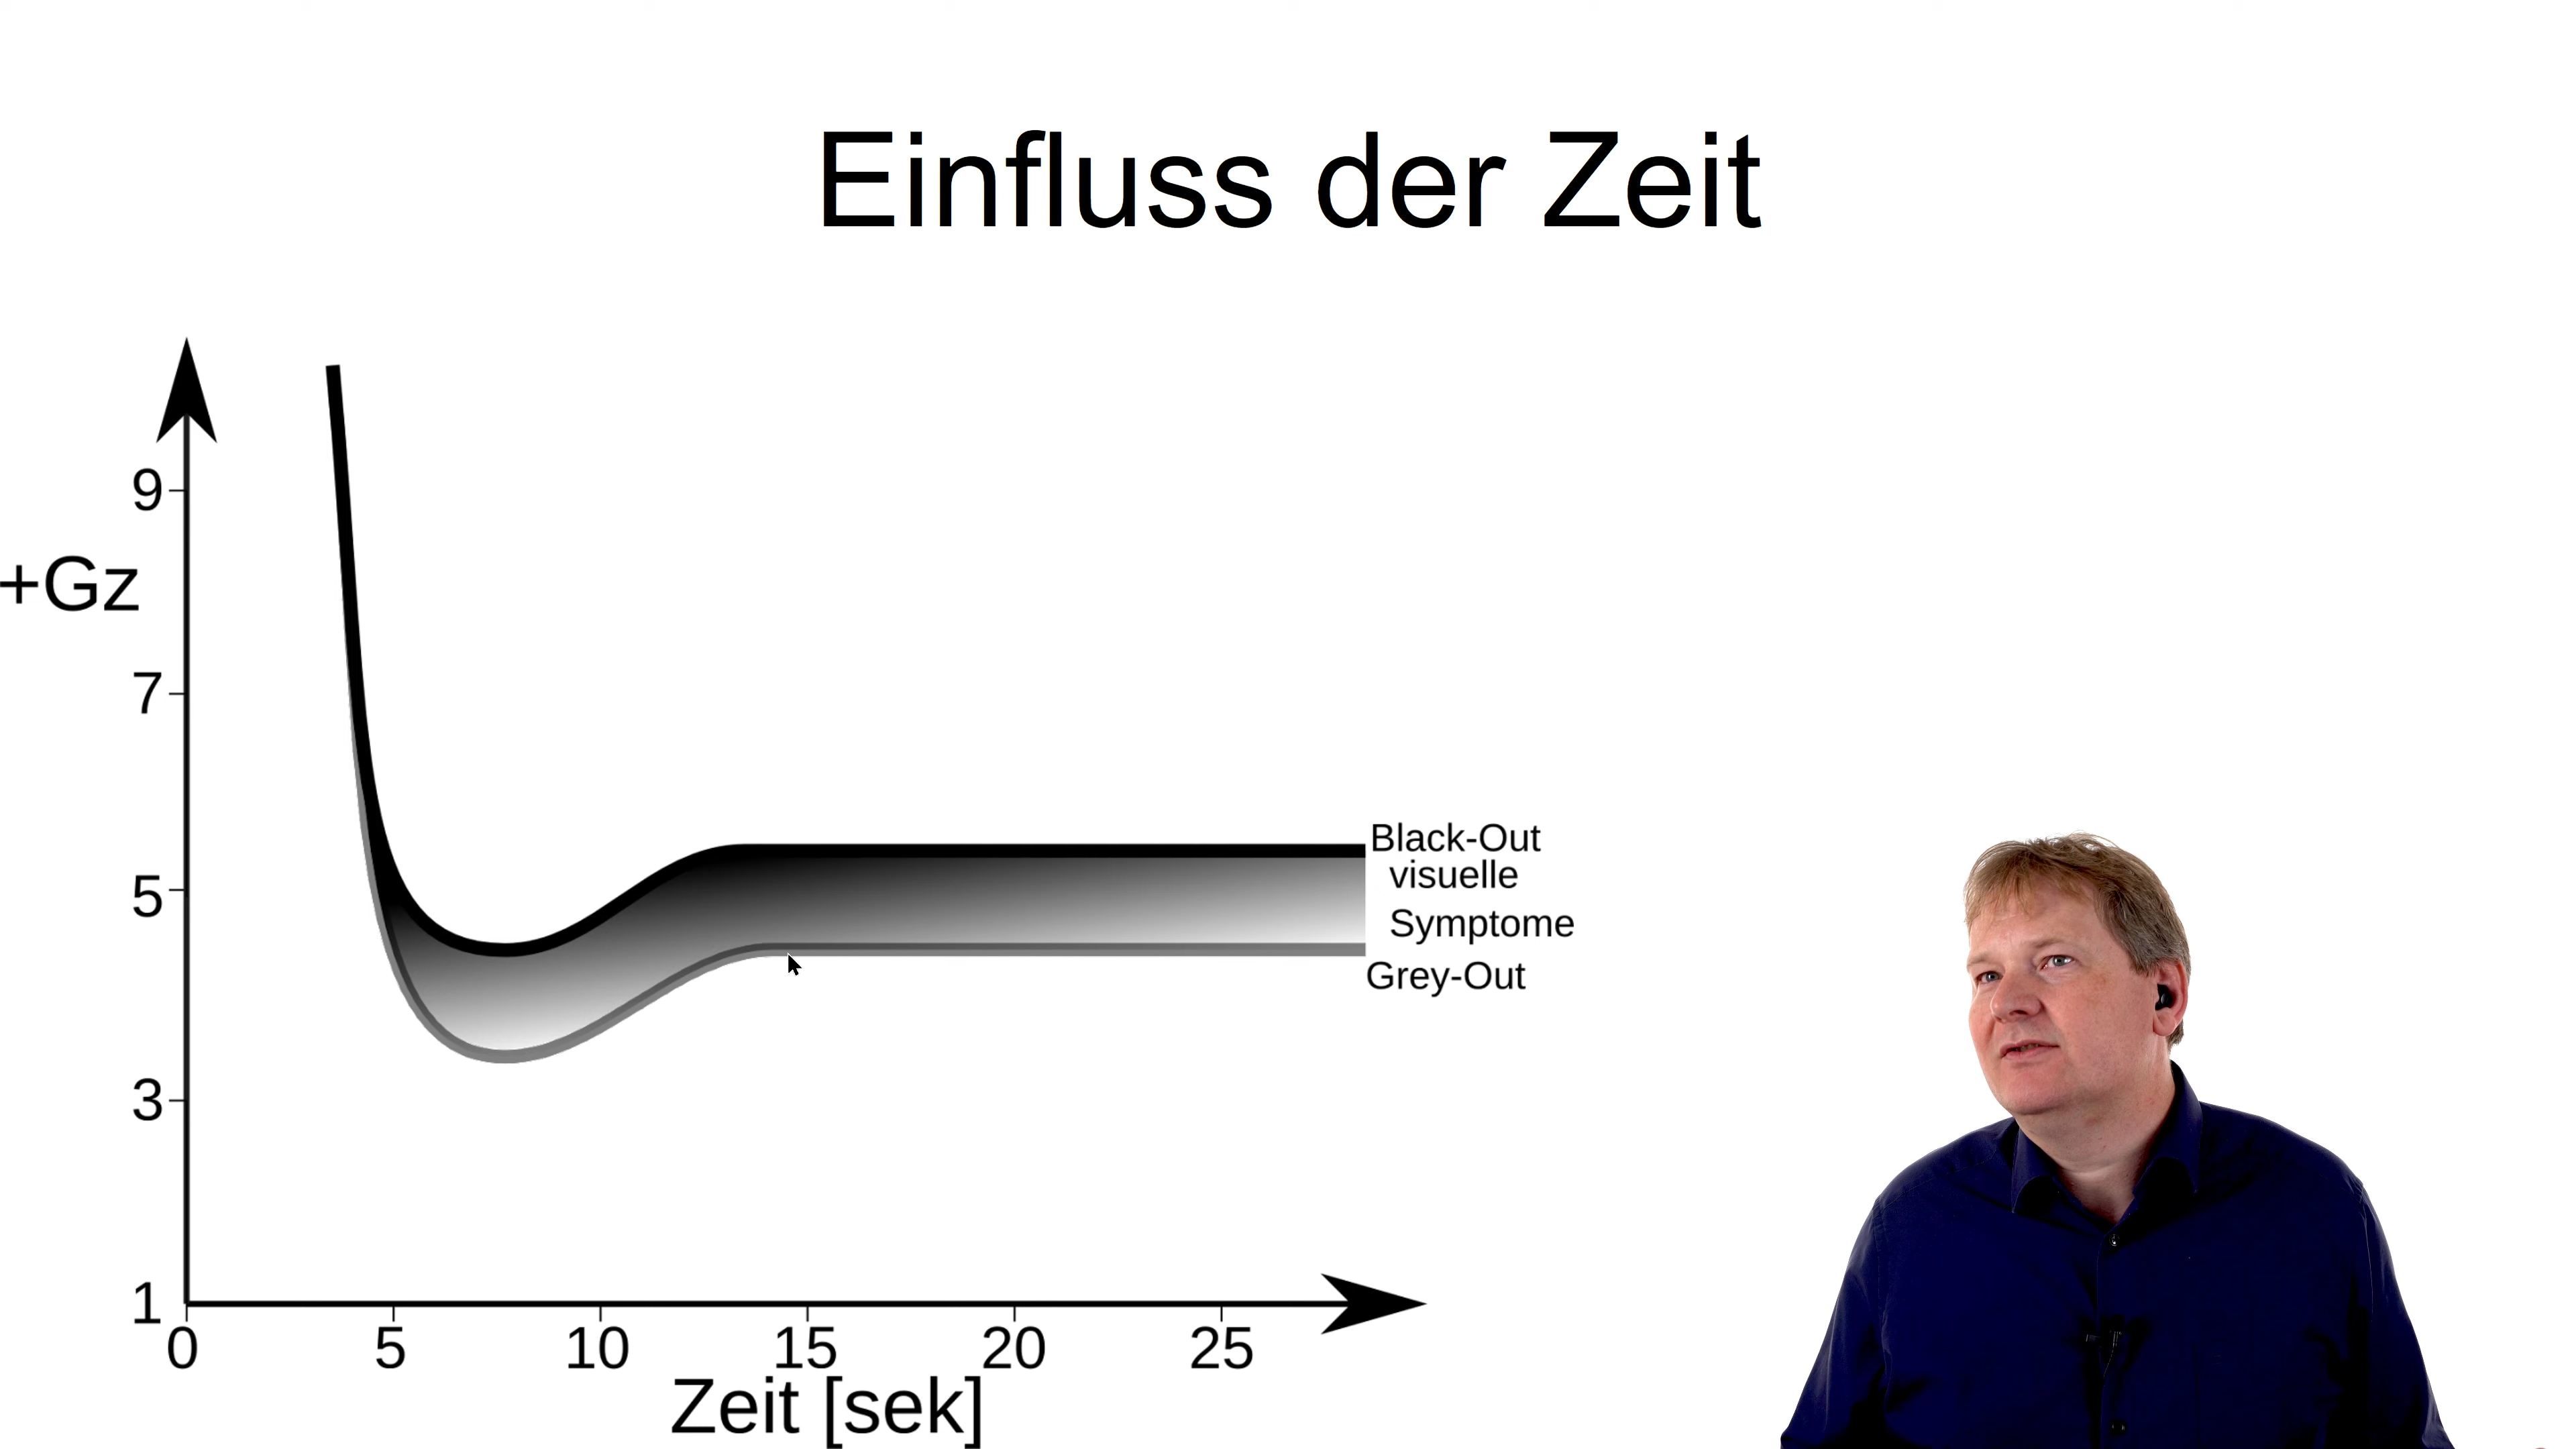 Einfluss der Zeit
9
+Gz
7
5
3
1
Black-Out
visuelle
Symptome
Grey-Out
0 5 10 15 20 25
Zeit [sek]